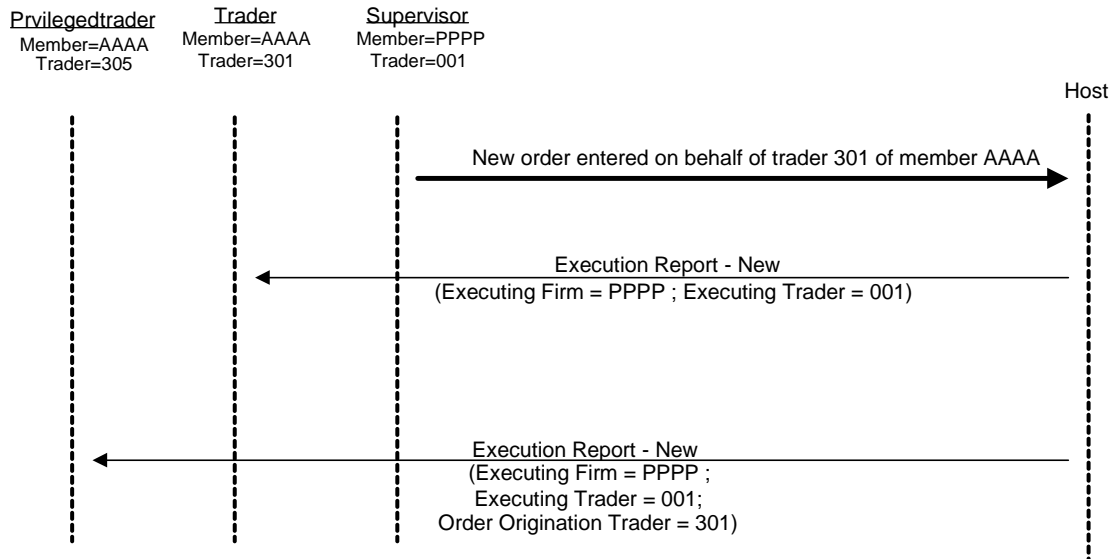 Prvilegedtrader
Member=AAAA
Trader=305
Trader
Member=AAAA
Trader=301
Supervisor
Member=PPPP
Trader=001
Host
New order entered on behalf of trader 301 of member AAAA
Execution Report - New
(Executing Firm = PPPP ; Executing Trader = 001)
Execution Report - New
(Executing Firm = PPPP ;
Executing Trader = 001;
Order Origination Trader = 301)